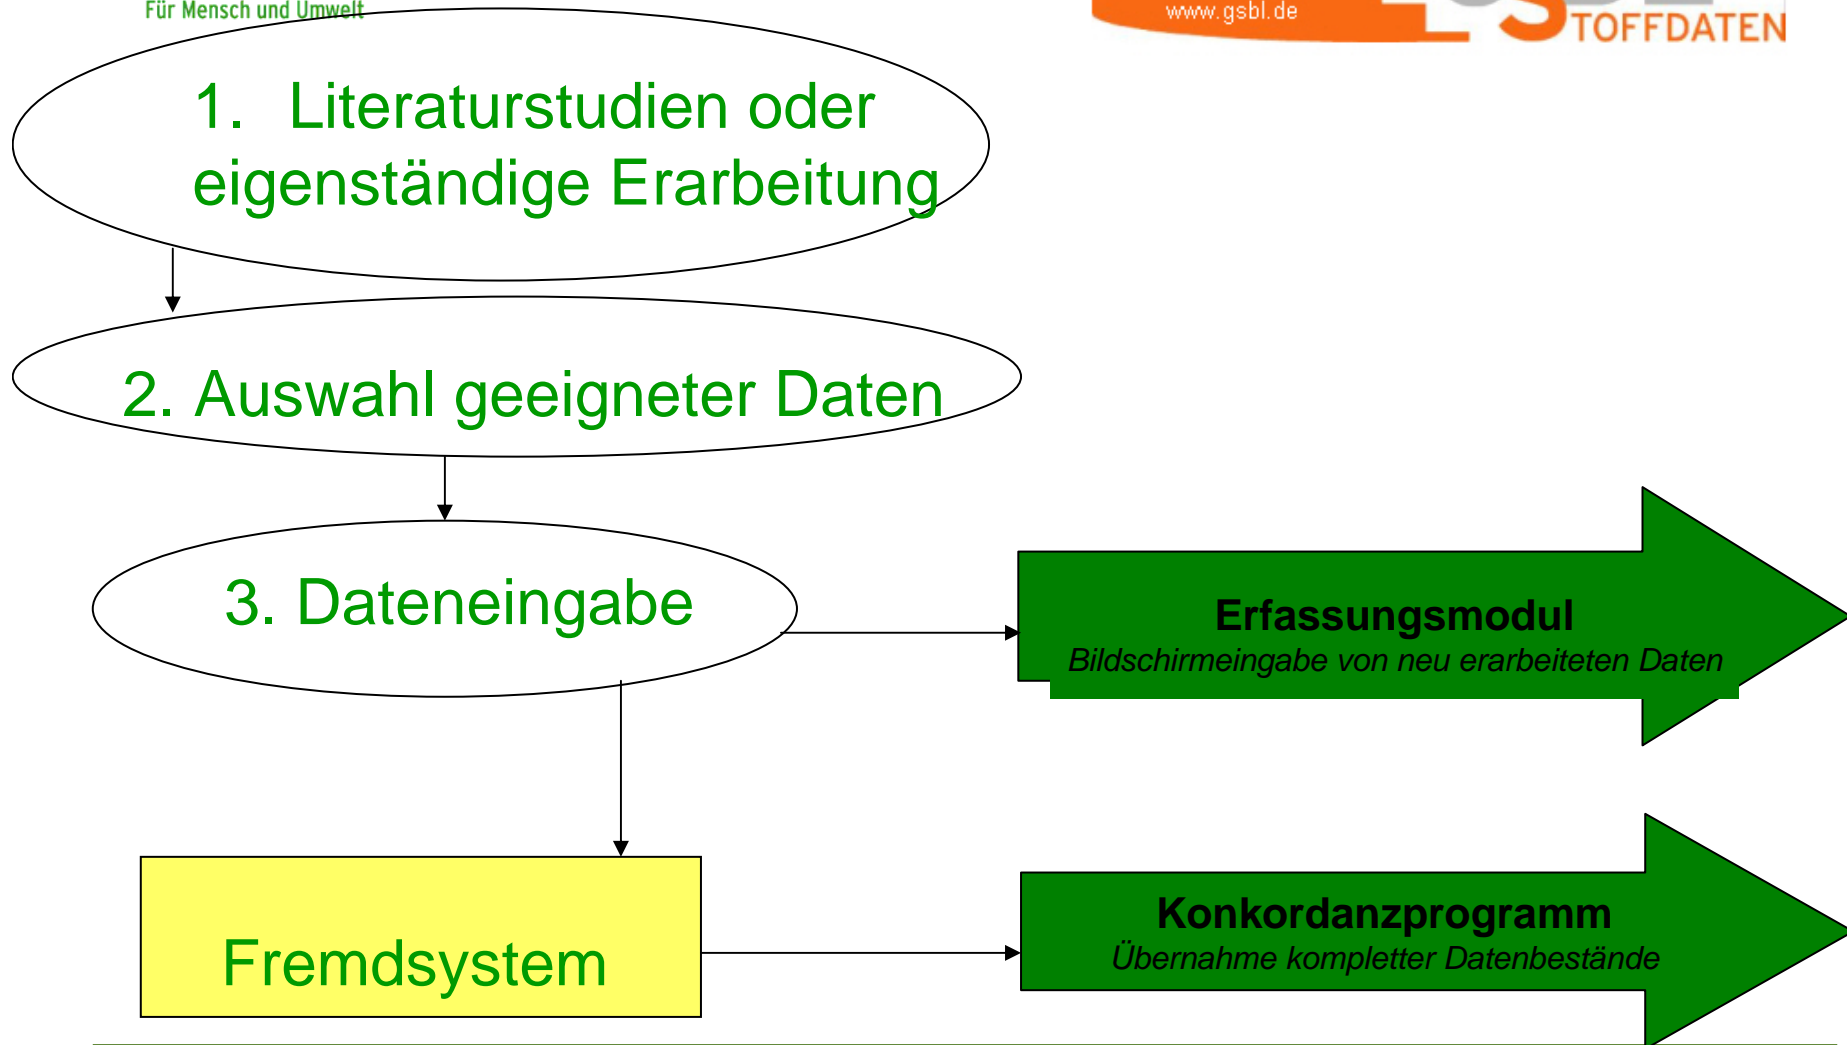 Für Mensch und Umwelt
www.gsbl.de
STOFFDATEN
1. Literaturstudien oder
eigenständige Erarbeitung
2. Auswahl geeigneter Daten
3. Dateneingabe
Erfassungsmodul
Bildschirmeingabe von neu erarbeiteten Daten
Fremdsystem
Konkordanzprogramm
Übernahme kompletter Datenbestände